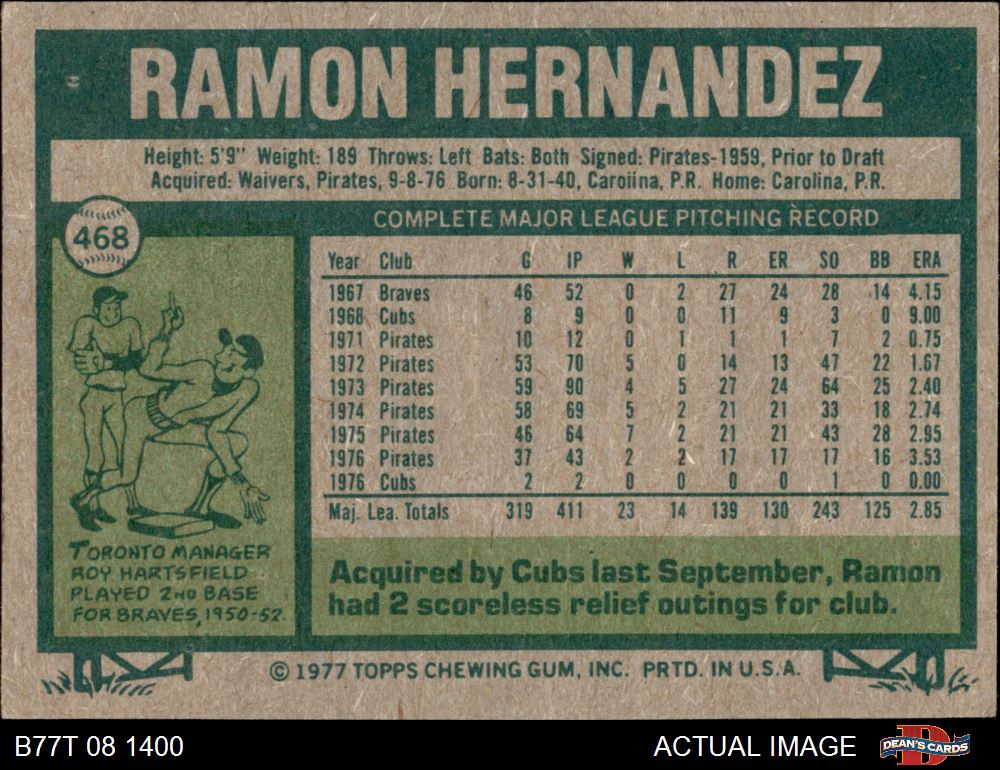 RAMON HERNANDEZ
Height: 5'9" Weight: 189 Throws: Left Bats: Both Signed: Pirates-1959, Prior to Draft
Acquired: Waivers, Pirates, 9-8-76 Born: 8-31-40, Caroiina, P.R. Home: Carolina, P.R.
468
COMPLETE MAJOR LEAGUE PITCHING RECORD
Year Club G IP W L R ER SO BB ERA
1967 Braves 46 52 0 2 27 24 28 14 4.15
1968 Cubs 8 9 0 0 11 9 3 0 9.00
1971 Pirates 10 12 0 1 1 1 7 2 0.75
1972 Pirates 53 70 5 0 14 13 47 22 1.67
1973 Pirates 59 90 4 5 27 24 64 25 2.40
1974 Pirates 58 69 5 2 21 21 33 18 2.74
1975 Pirates 46 64 7 2 21 21 43 28 2.95
1976 Pirates 37 43 2 2 17 17 17 16 3.53
1976 Cubs 2 2 0 0 0 0 1 0 0.00
Maj. Lea. Totals 319 411 23 14 139 130 243 125 2.85
TORONTO MANAGER
ROY HARTSFIELD
PLAYED 2ND BASE
FOR BRAVES, 1950-52.
Acquired by Cubs last September, Ramon
had 2 scoreless relief outings for club.
© 1977 TOPPS CHEWING GUM, INC. PRTD. IN U.S.A.
B77T 08 1400
ACTUAL IMAGE
D
DEAN'S CARDS